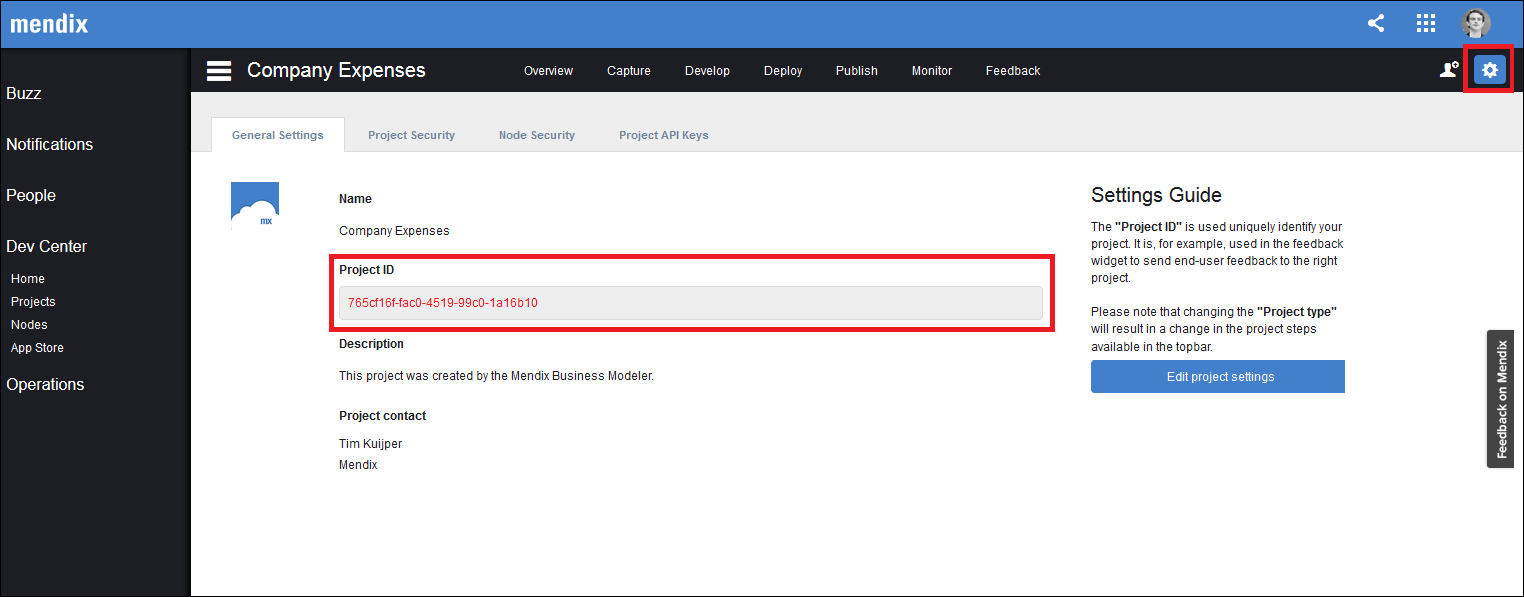 mendix
Buzz
Notifications
People
Dev Center
Home
Projects
Nodes
App Store
Operations
Company Expenses
Overview Capture Develop Deploy Publish Monitor Feedback
General Settings Project Security Node Security Project API Keys
mx
Name
Company Expenses
Project ID
765cf16f-fac0-4519-99c0-1a16b10
Description
This project was created by the Mendix Business Modeler.
Project contact
Tim Kuijper
Mendix
Settings Guide
The "Project ID" is used uniquely identify your
project. It is, for example, used in the feedback
widget to send end-user feedback to the right
project.
Please note that changing the "Project type"
will result in a change in the project steps
available in the topbar.
Edit project settings
Feedback on Mendix